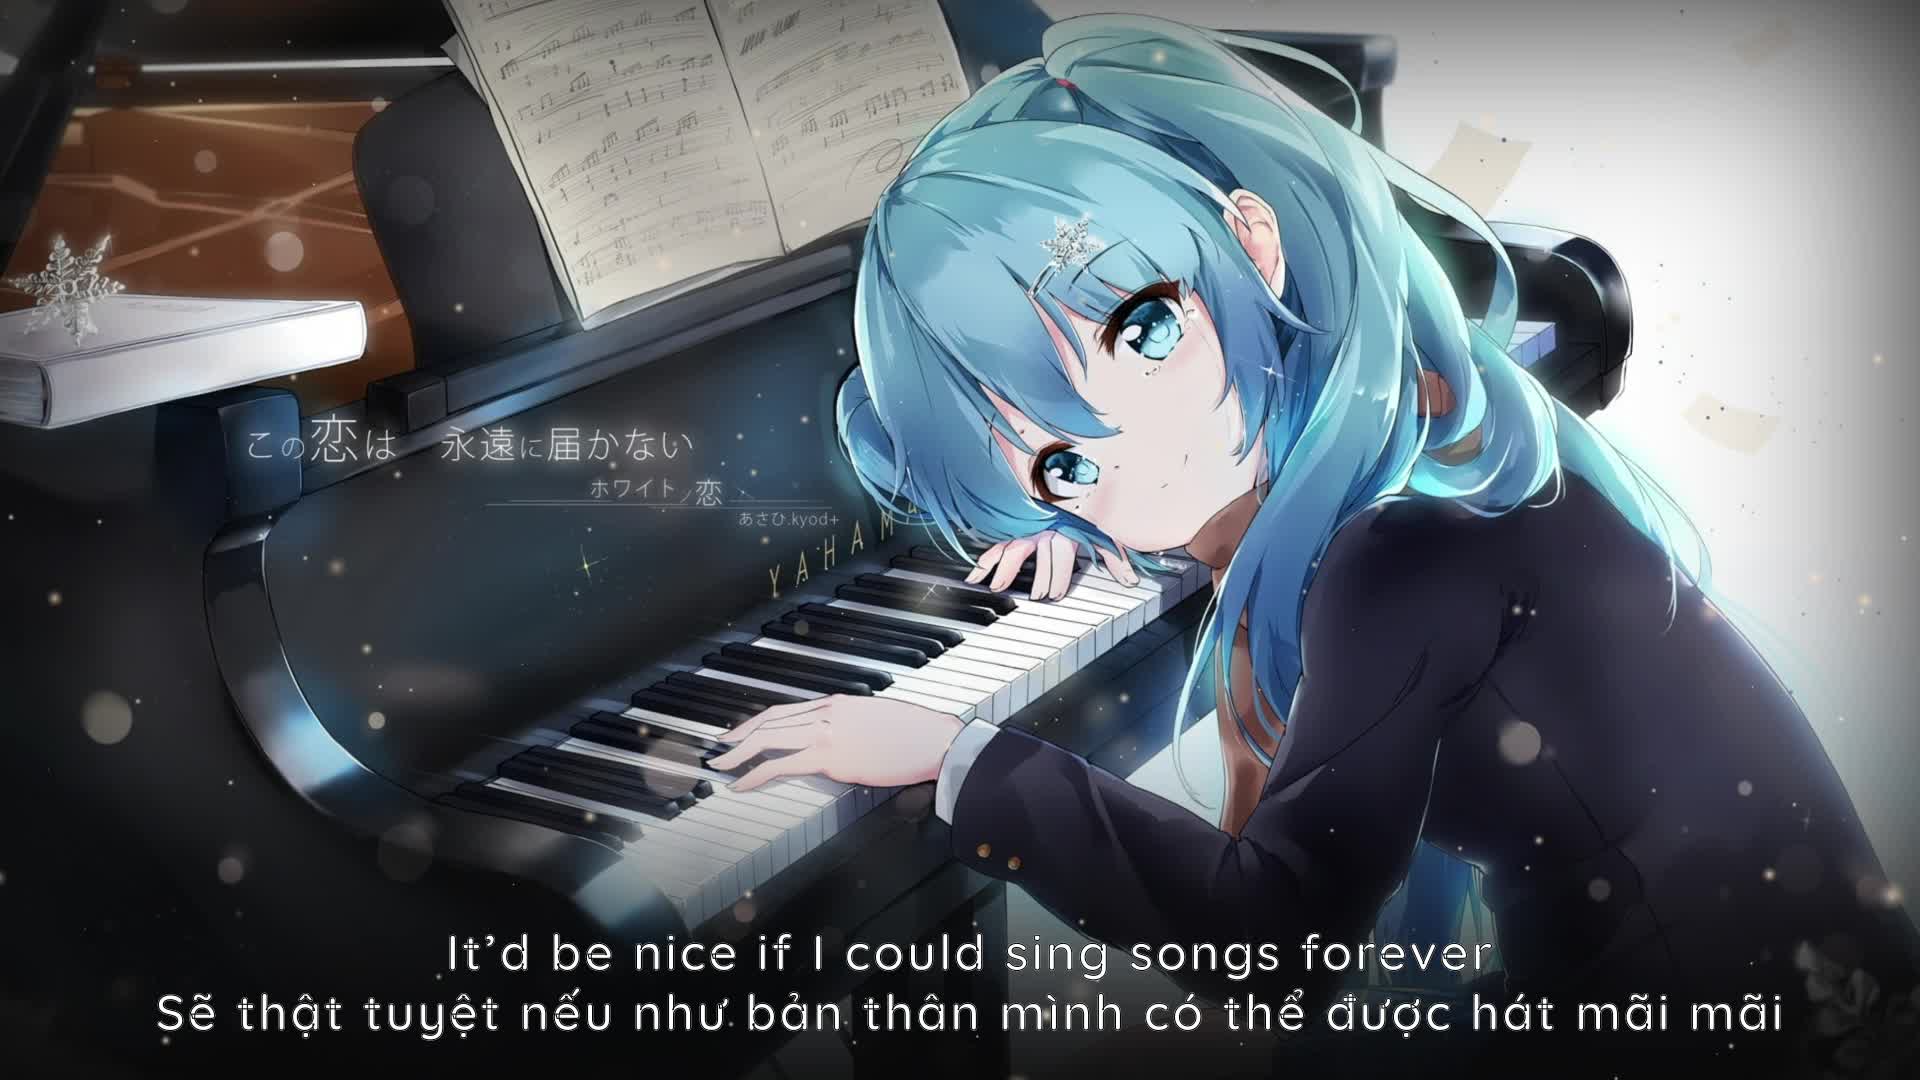 この恋は 永遠に届かない
ホワイト/恋
あさひ.kyod+
YAHAM
It’d be nice if I could sing songs forever
Sẽ thật tuyệt nếu như bản thân mình có thể được hát mãi mãi